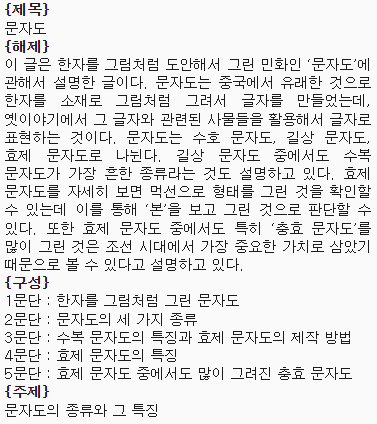 {제목}
문자도
{해제}
이 글은 한자를 그림처럼 도안해서 그린 민화인 ‘문자도’에
관해서 설명한 글이다. 문자도는 중국에서 유래한 것으로
한자를 소재로 그림처럼 그려서 글자를 만들었는데,
옛이야기에서 그 글자와 관련된 사물들을 활용해서 글자로
표현하는 것이다. 문자도는 수호 문자도, 길상 문자도,
효제 문자도로 나뉜다. 길상 문자도 중에서도 수복
문자도가 가장 흔한 종류라는 것도 설명하고 있다. 효제
문자도를 자세히 보면 먹선으로 형태를 그린 것을 확인할
수 있는데 이를 통해 ‘본’을 보고 그린 것으로 판단할 수
있다. 또한 효제 문자도 중에서도 특히 ‘충효 문자도’를
많이 그린 것은 조선 시대에서 가장 중요한 가치로 삼았기
때문으로 볼 수 있다고 설명하고 있다.
{구성}
1문단 : 한자를 그림처럼 그린 문자도
2문단 : 문자도의 세 가지 종류
3문단 : 수복 문자도의 특징과 효제 문자도의 제작 방법
4문단 : 효제 문자도의 특징
5문단 : 효제 문자도 중에서도 많이 그려진 충효 문자도
{주제}
문자도의 종류와 그 특징